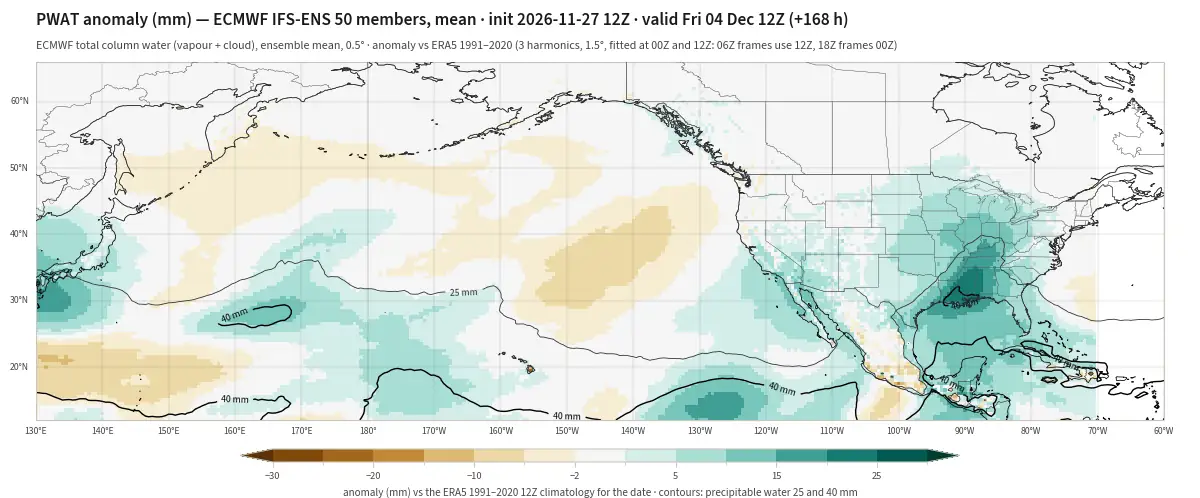 PWAT anomaly (mm) — ECMWF IFS-ENS 50 members, mean · init 2026-11-27 12Z · valid Fri 04 Dec 12Z (+168 h)
ECMWF total column water (vapour + cloud), ensemble mean, 0.5° · anomaly vs ERA5 1991–2020 (3 harmonics, 1.5°, fitted at 00Z and 12Z: 06Z frames use 12Z, 18Z frames 00Z)
60°N
50°N
40°N
30°N
20°N
25 mm
40 mm
40 mm
40 mm
40 mm
40 mm
40 mm
40 mm
130°E 140°E 150°E 160°E 170°E 180° 170°W 160°W 150°W 140°W 130°W 120°W 110°W 100°W 90°W 80°W 70°W 60°W
−30 −20 −10 −2 5 15 25
anomaly (mm) vs the ERA5 1991–2020 12Z climatology for the date · contours: precipitable water 25 and 40 mm